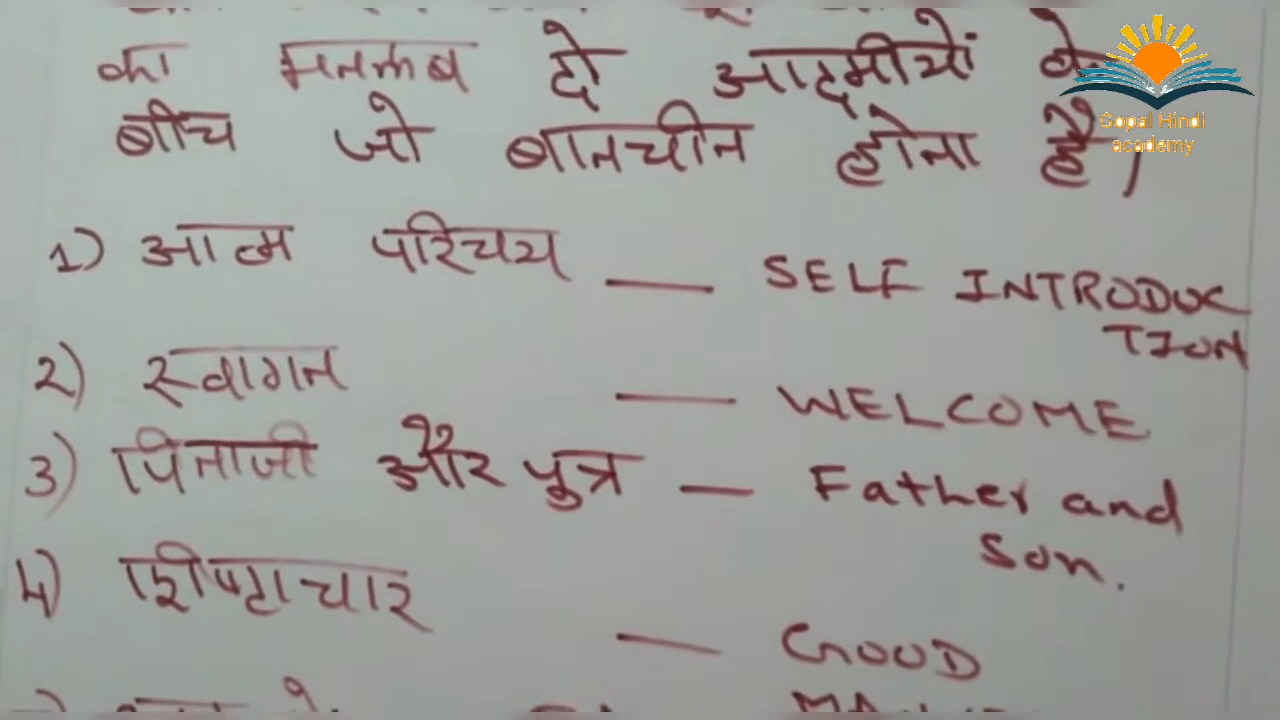 का मतलब दो आदमीयों के
बीच जो बातचीत होता है।
Gopal Hindi
academy
1) आत्म परिचय — SELF INTRODUC
TION
2) स्वागत — WELCOME
3) पिताजी और पुत्र — Father and
Son.
4) शिष्टाचार — GOOD